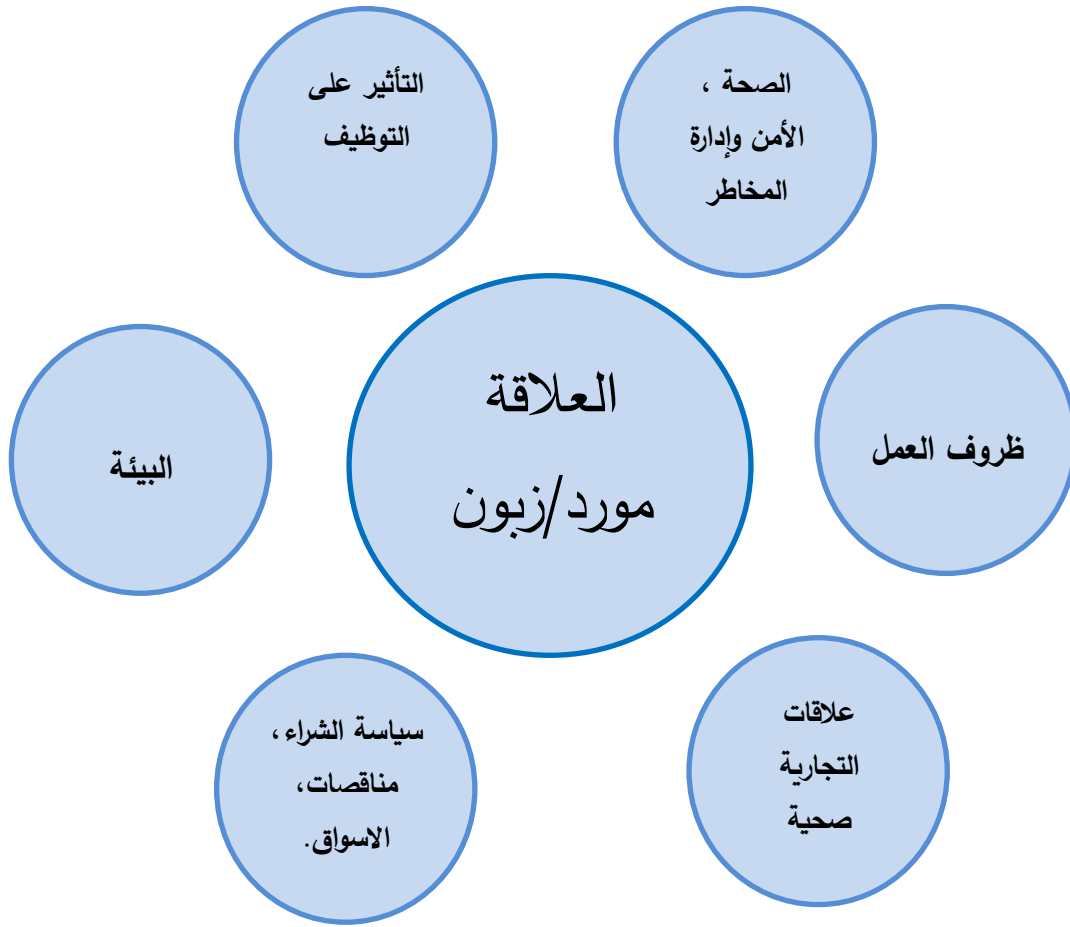 الصحة ،
الأمن وإدارة
المخاطر
التأثير على
التوظيف
العلاقة
مورد/زبون
ظروف العمل
البيئة
علاقات
التجارية
صحية
سياسة الشراء،
مناقصات،
الاسواق.